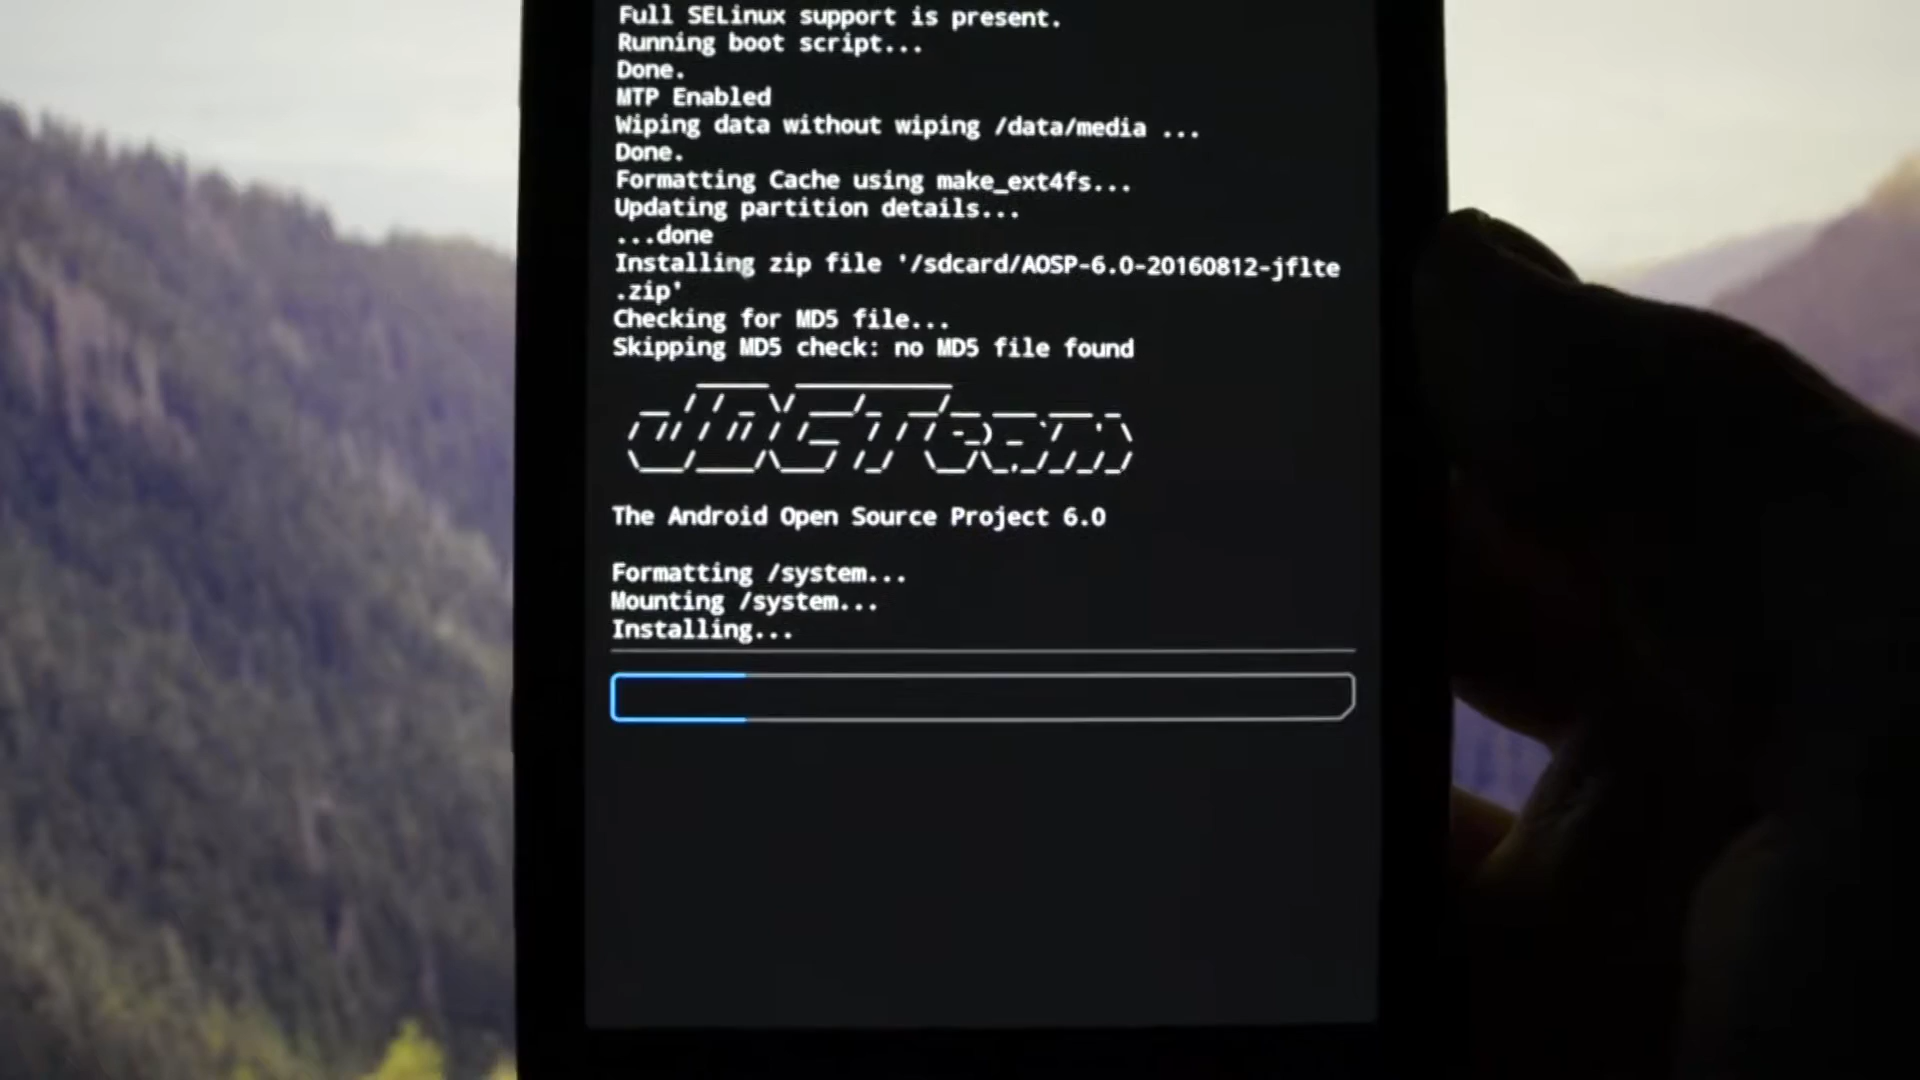 Full SELinux support is present.
Running boot script...
Done.
MTP Enabled
Wiping data without wiping /data/media ...
Done.
Formatting Cache using make_ext4fs...
Updating partition details...
...done
Installing zip file '/sdcard/AOSP-6.0-20160812-jflte
.zip'
Checking for MD5 file...
Skipping MD5 check: no MD5 file found
JDCTeam
The Android Open Source Project 6.0
Formatting /system...
Mounting /system...
Installing...